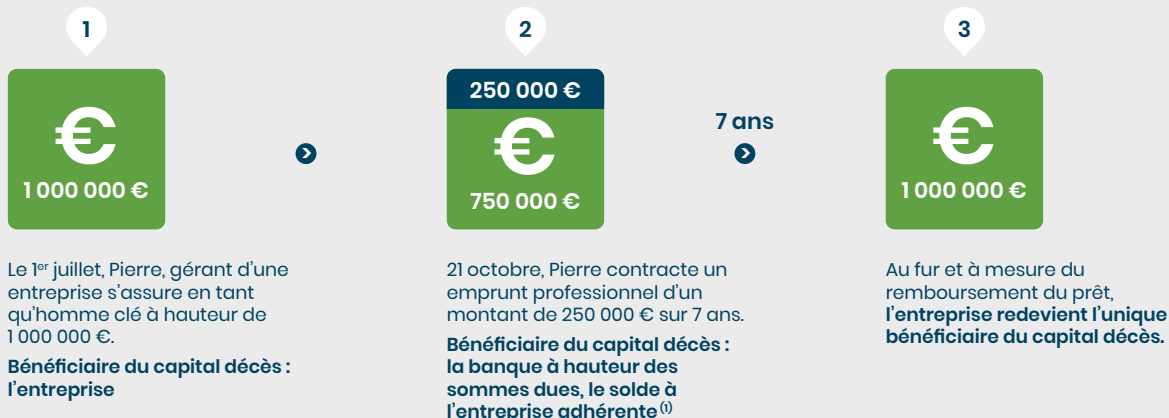 1
€
1 000 000 €
Le 1er juillet, Pierre, gérant d’une
entreprise s’assure en tant
qu’homme clé à hauteur de
1 000 000 €.
Bénéficiaire du capital décès :
l’entreprise
2
250 000 €
€
750 000 €
21 octobre, Pierre contracte un
emprunt professionnel d’un
montant de 250 000 € sur 7 ans.
Bénéficiaire du capital décès :
la banque à hauteur des
sommes dues, le solde à
l’entreprise adhérente (1)
7 ans
3
€
1 000 000 €
Au fur et à mesure du
remboursement du prêt,
l’entreprise redevient l’unique
bénéficiaire du capital décès.